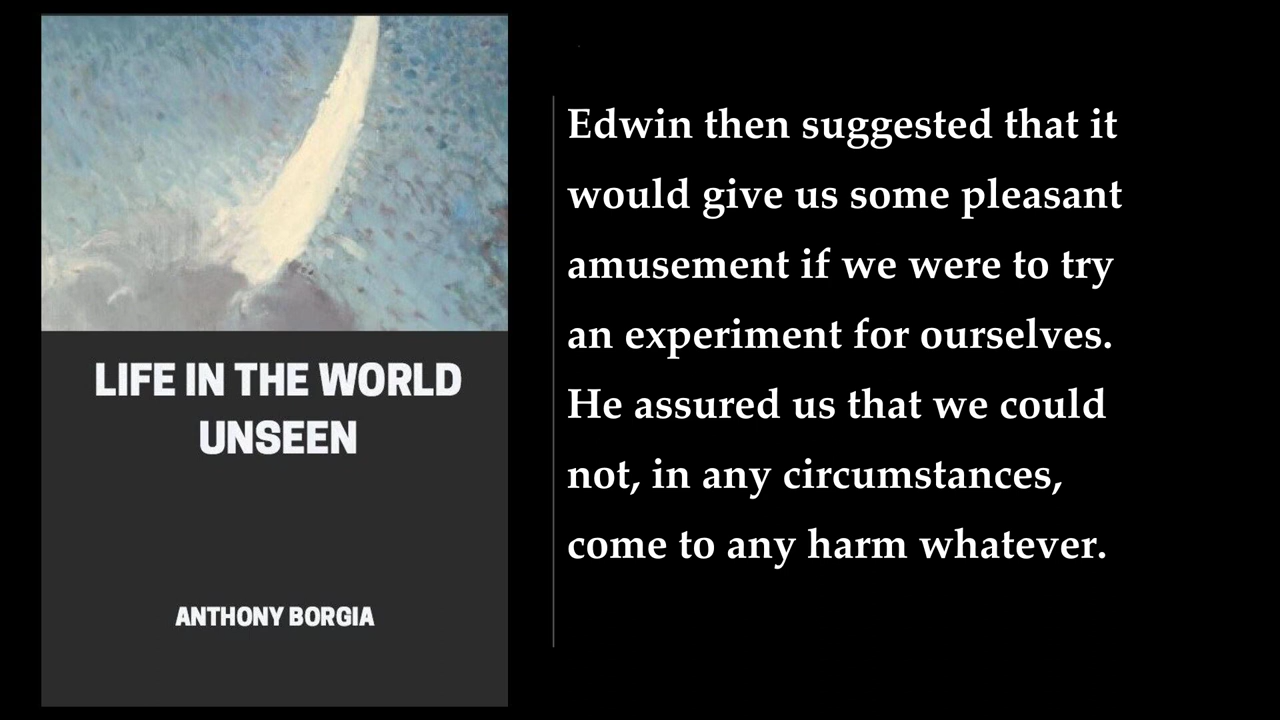 LIFE IN THE WORLD
UNSEEN
ANTHONY BORGIA
Edwin then suggested that it
would give us some pleasant
amusement if we were to try
an experiment for ourselves.
He assured us that we could
not, in any circumstances,
come to any harm whatever.